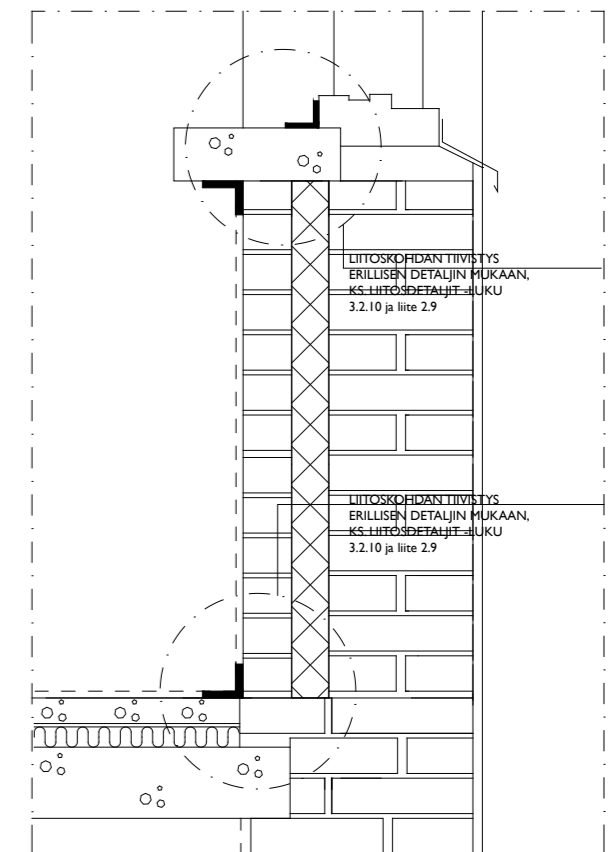 LIITOSKOHDAN TIIVISTYS
ERILLISEN DETALJIN MUKAAN,
KS. LIITOSDETALJIT -LUKU
3.2.10 ja liite 2.9
LIITOSKOHDAN TIIVISTYS
ERILLISEN DETALJIN MUKAAN,
KS. LIITOSDETALJIT -LUKU
3.2.10 ja liite 2.9